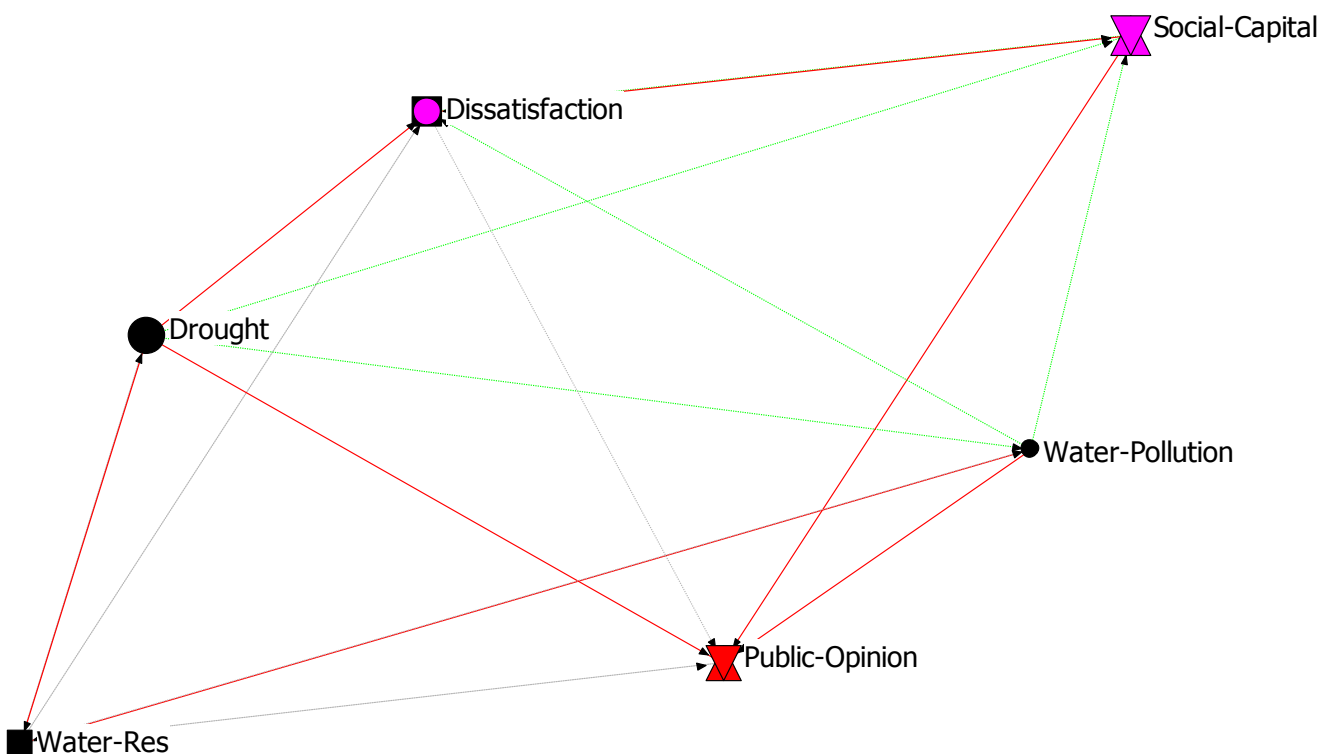 Social-Capital
Dissatisfaction
Drought
Water-Pollution
Public-Opinion
Water-Res